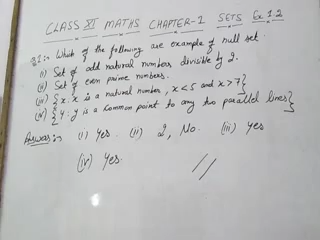 CLASS XI MATHS CHAPTER-1 SETS Ex 1.2
Q1:- Which of the following are example of null set.
(i) Set of odd natural number divisible by 2.
(ii) Set of even prime numbers.
(iii) {x: x is a natural number, x < 5 and x > 7}
(iv) {y: y is a common point to any two parallel lines}
Answer:- (i) Yes. (ii) 2, No. (iii) Yes
(iv) Yes.